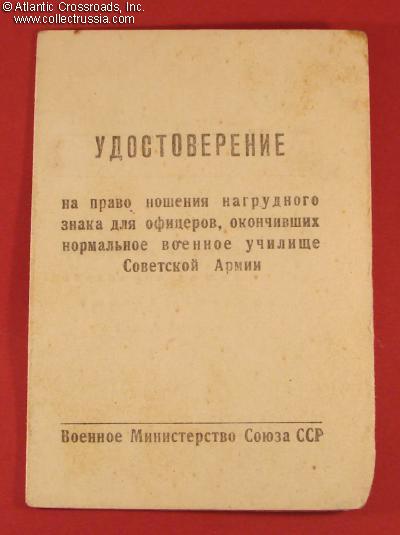 © Atlantic Crossroads, Inc.
www.collectrussia.com
УДОСТОВЕРЕНИЕ
на право ношения нагрудного
знака для офицеров, окончивших
нормальное военное училище
Советской Армии
Военное Министерство Союза ССР